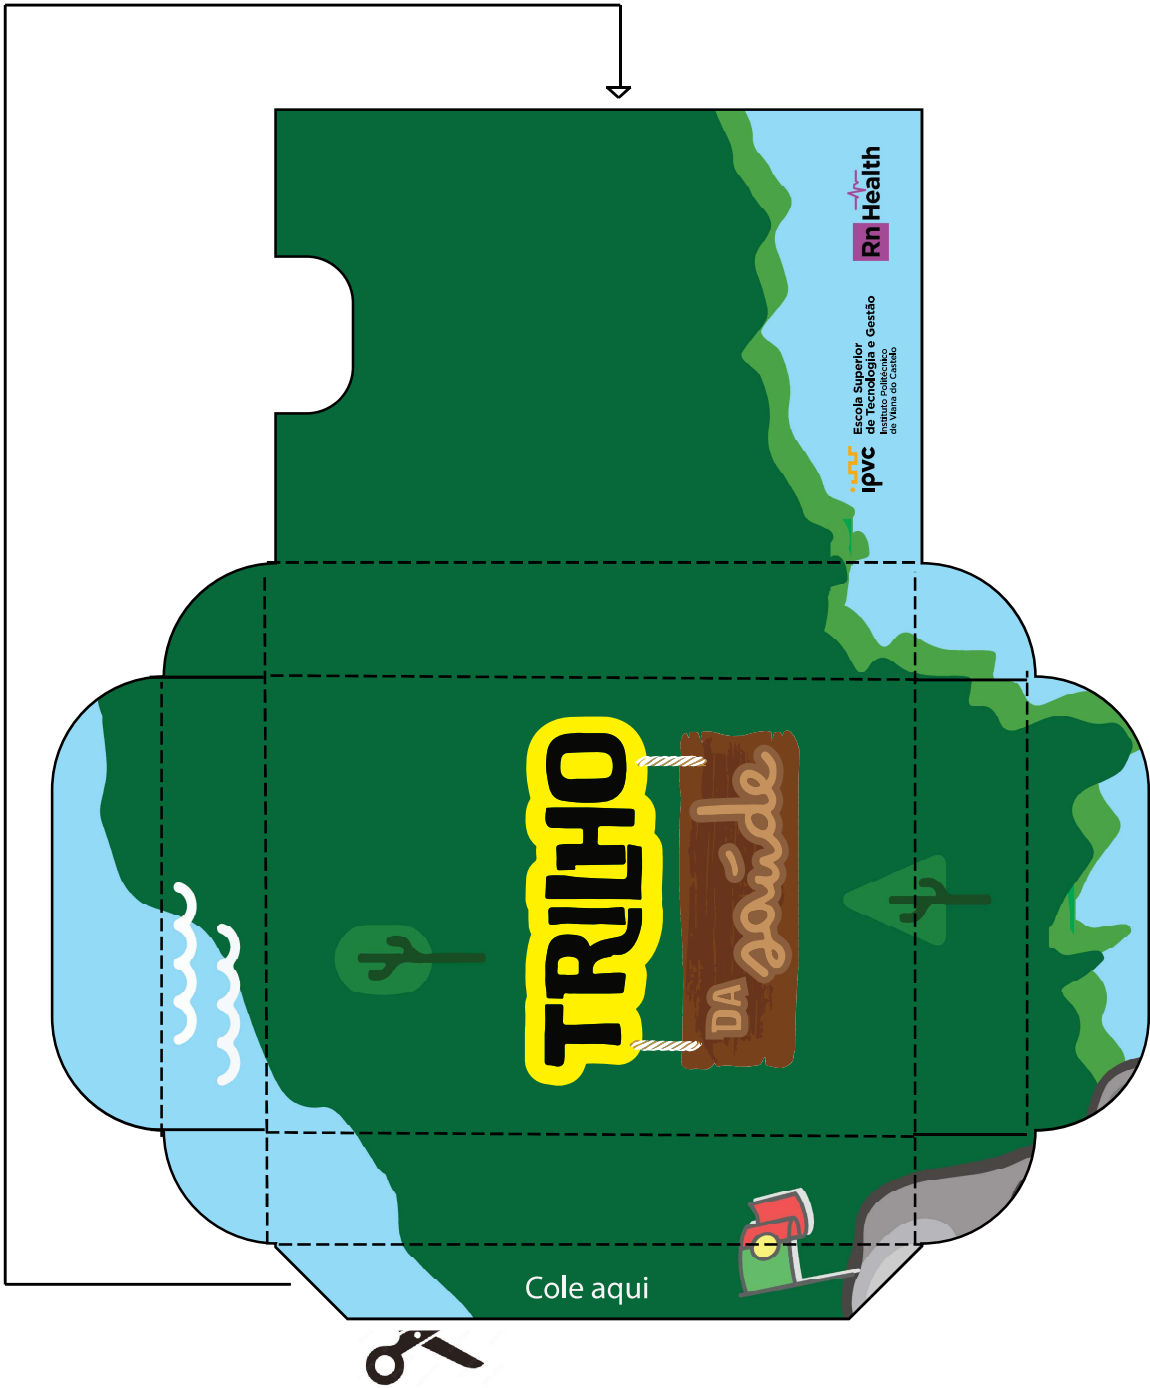 Rn Health
ipvc
Escola Superior
de Tecnologia e Gestão
Instituto Politécnico
de Viana do Castelo
TRILHO
DA saúde
Cole aqui